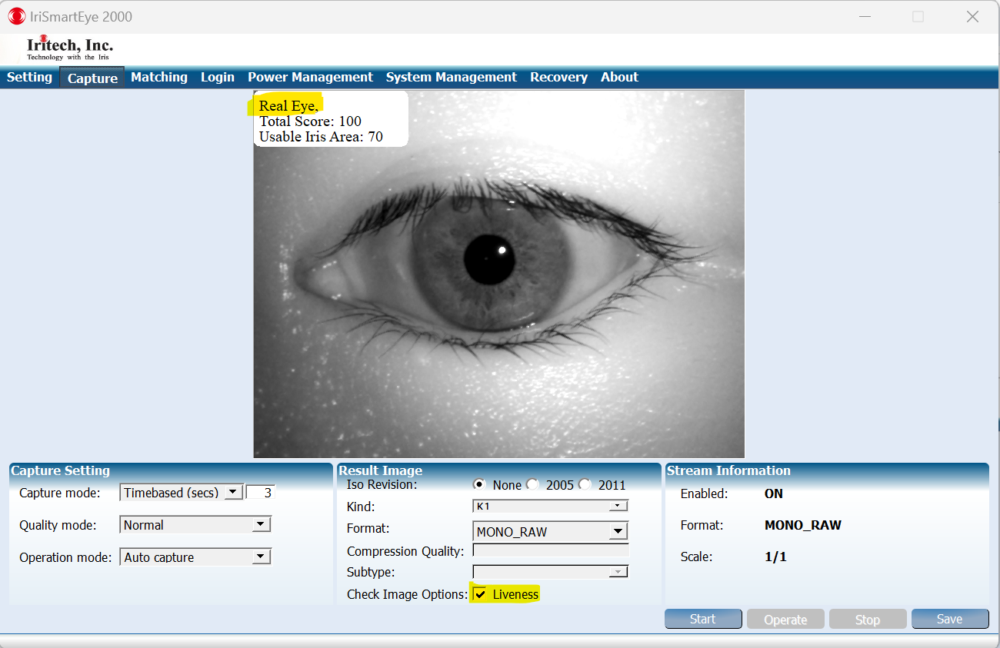 IriSmartEye 2000
Iritech, Inc.
Technology with the Iris
Setting Capture Matching Login Power Management System Management Recovery About
Real Eye,
Total Score: 100
Usable Iris Area: 70
Capture Setting
Capture mode: Timebased (secs) 3
Quality mode: Normal
Operation mode: Auto capture
Result Image
Iso Revision: None 2005 2011
Kind: K1
Format: MONO_RAW
Compression Quality:
Subtype:
Check Image Options: Liveness
Stream Information
Enabled: ON
Format: MONO_RAW
Scale: 1/1
Start Operate Stop Save